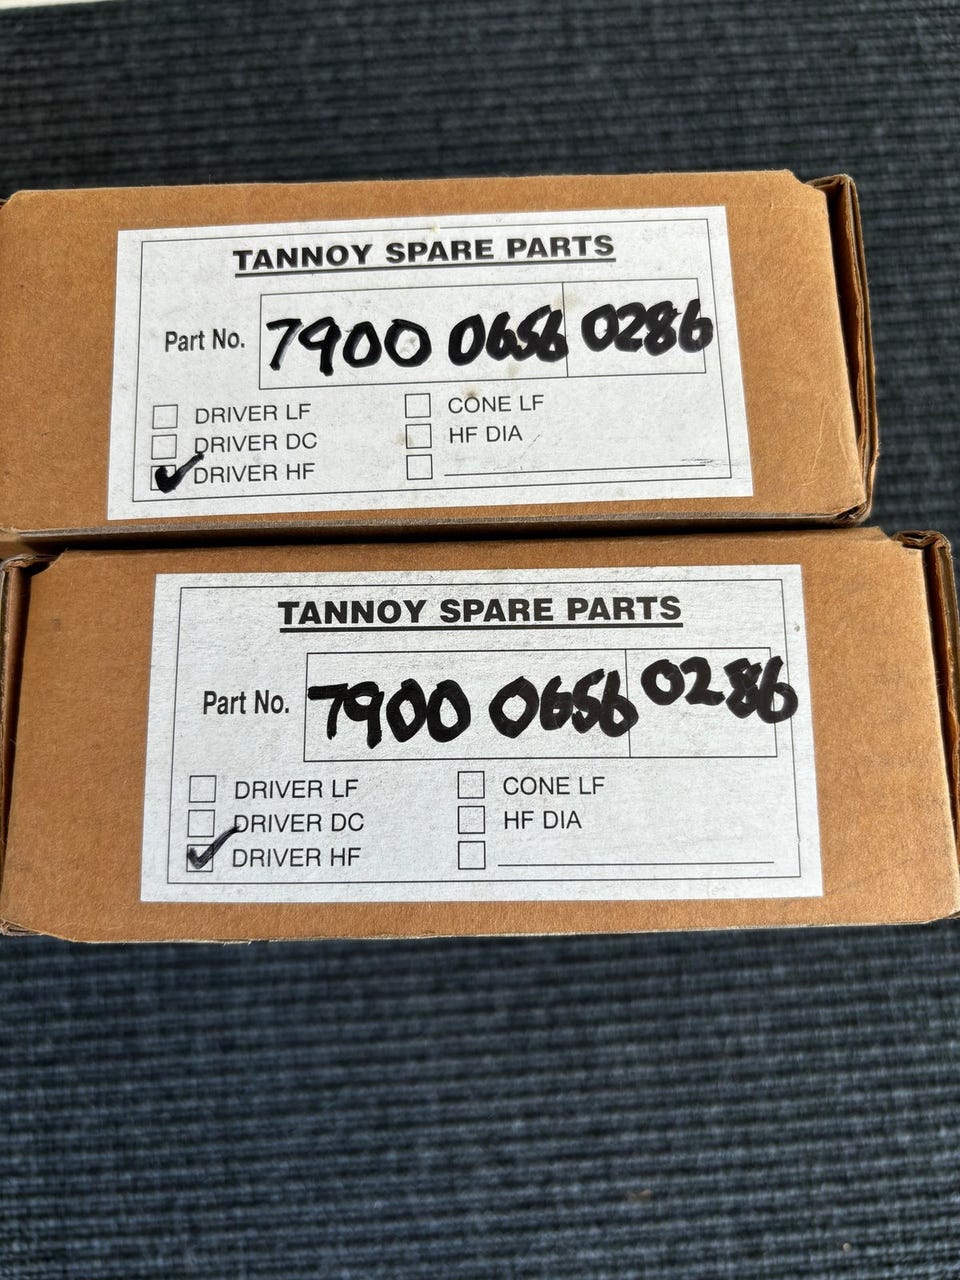 TANNOY SPARE PARTS
Part No. 7900 0656 0286
DRIVER LF
CONE LF
DRIVER DC
HF DIA
DRIVER HF
TANNOY SPARE PARTS
Part No. 7900 0656 0286
DRIVER LF
CONE LF
DRIVER DC
HF DIA
DRIVER HF